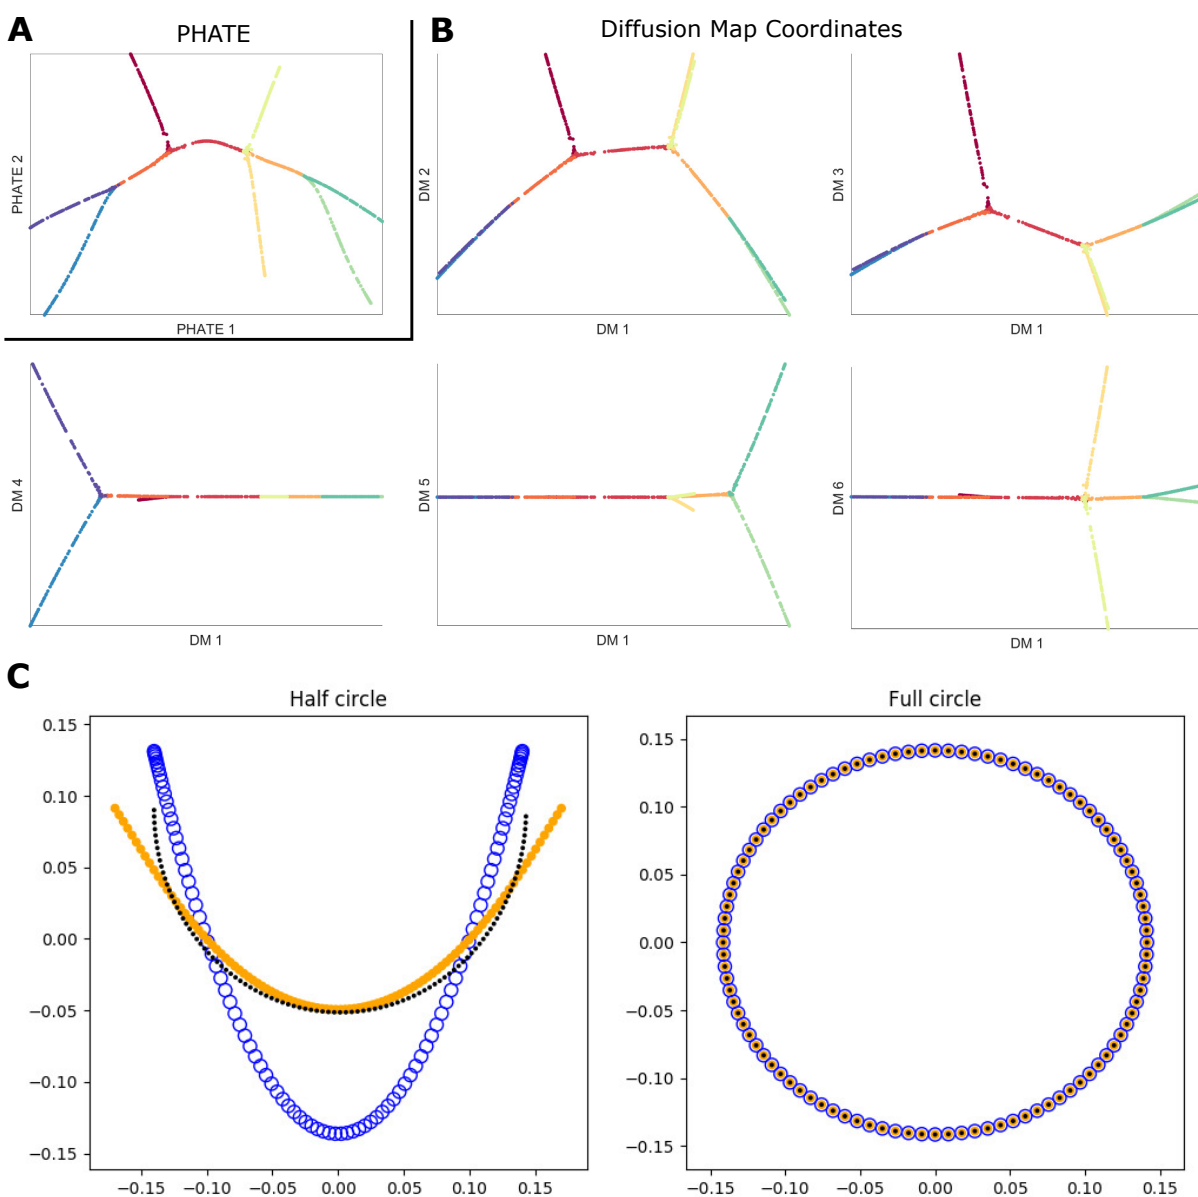 A
PHATE
B
Diffusion Map Coordinates
PHATE 2
PHATE 1
DM 2
DM 1
DM 3
DM 1
DM 4
DM 1
DM 5
DM 1
DM 6
DM 1
C
Half circle
0.15
0.10
0.05
0.00
−0.05
−0.10
−0.15
−0.15 −0.10 −0.05 0.00 0.05 0.10 0.15
Full circle
0.15
0.10
0.05
0.00
−0.05
−0.10
−0.15
−0.15 −0.10 −0.05 0.00 0.05 0.10 0.15